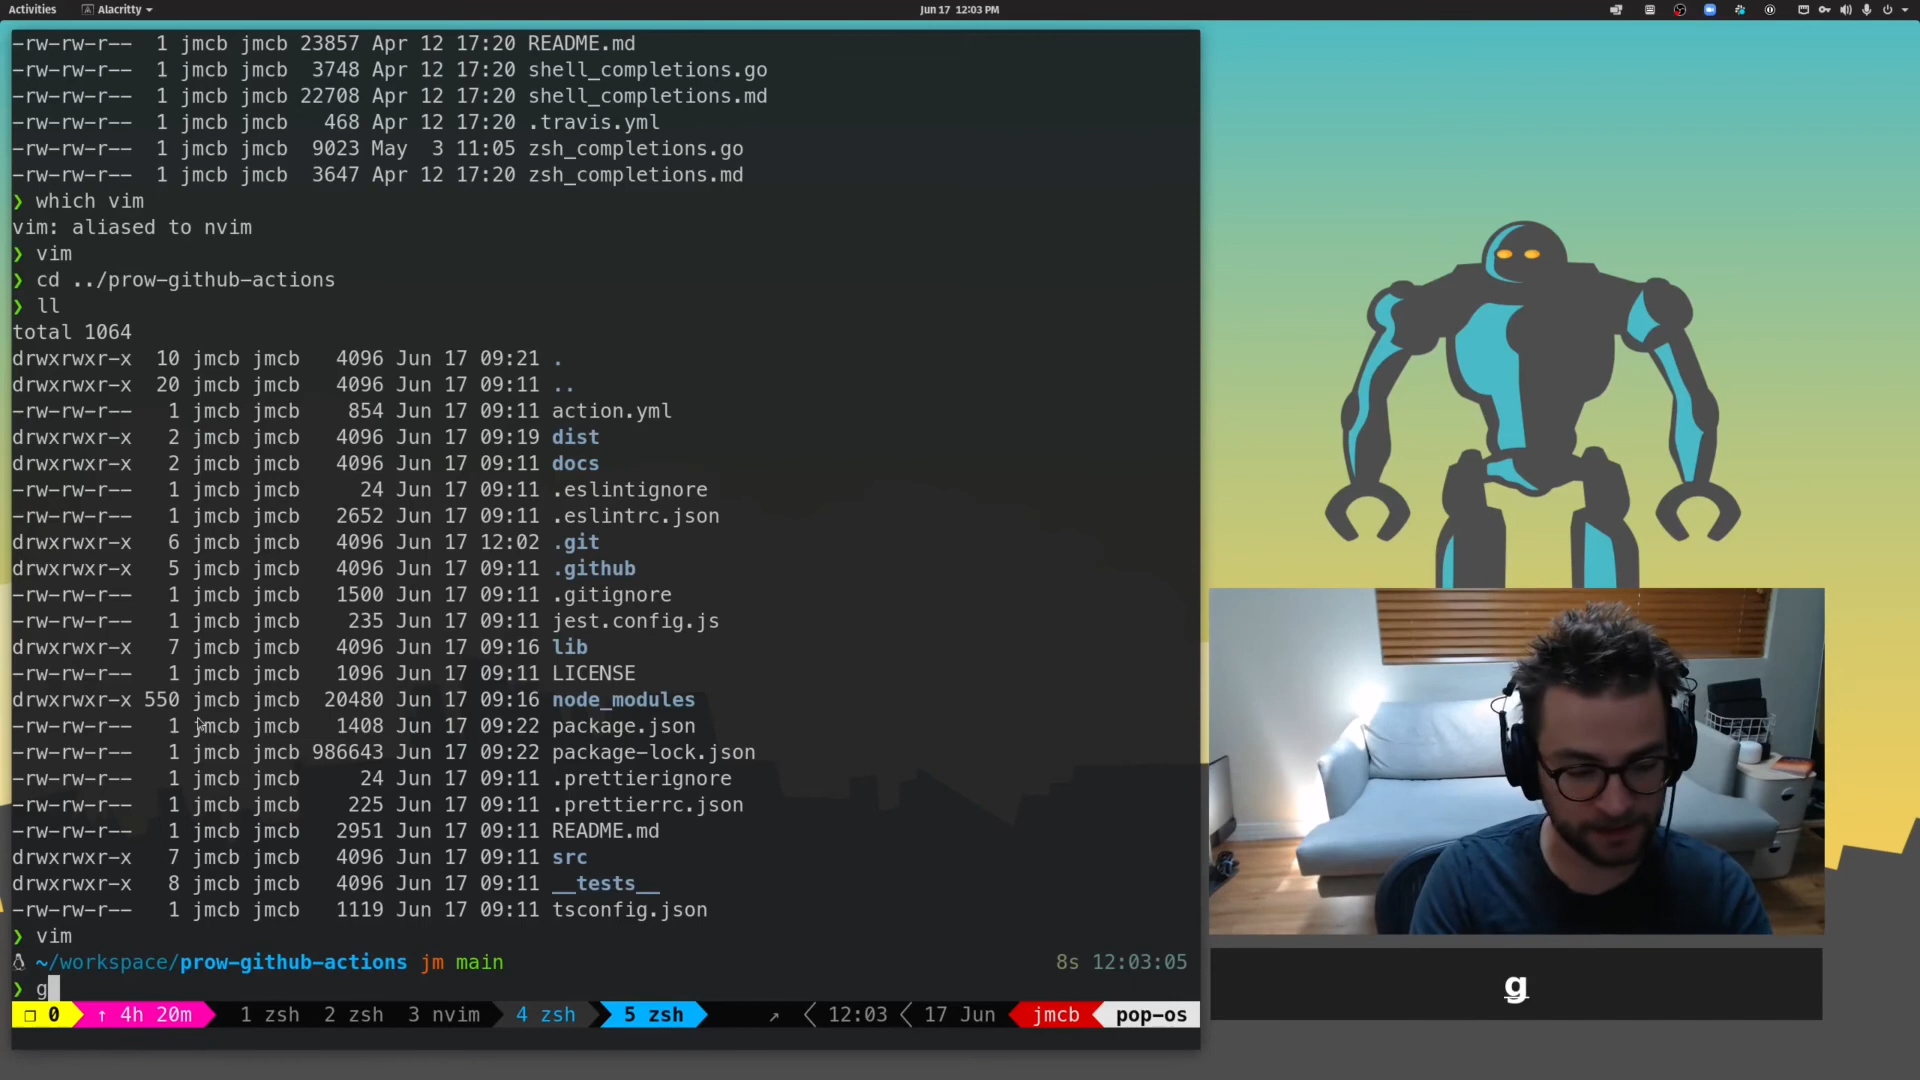 Activities Alacritty Jun 17 12:03 PM
-rw-rw-r-- 1 jmcb jmcb 23857 Apr 12 17:20 README.md
-rw-rw-r-- 1 jmcb jmcb 3748 Apr 12 17:20 shell_completions.go
-rw-rw-r-- 1 jmcb jmcb 22708 Apr 12 17:20 shell_completions.md
-rw-rw-r-- 1 jmcb jmcb 468 Apr 12 17:20 .travis.yml
-rw-rw-r-- 1 jmcb jmcb 9023 May 3 11:05 zsh_completions.go
-rw-rw-r-- 1 jmcb jmcb 3647 Apr 12 17:20 zsh_completions.md
❯ which vim
vim: aliased to nvim
❯ vim
❯ cd ../prow-github-actions
❯ ll
total 1064
drwxrwxr-x 10 jmcb jmcb 4096 Jun 17 09:21 .
drwxrwxr-x 20 jmcb jmcb 4096 Jun 17 09:11 ..
-rw-rw-r-- 1 jmcb jmcb 854 Jun 17 09:11 action.yml
drwxrwxr-x 2 jmcb jmcb 4096 Jun 17 09:19 dist
drwxrwxr-x 2 jmcb jmcb 4096 Jun 17 09:11 docs
-rw-rw-r-- 1 jmcb jmcb 24 Jun 17 09:11 .eslintignore
-rw-rw-r-- 1 jmcb jmcb 2652 Jun 17 09:11 .eslintrc.json
drwxrwxr-x 6 jmcb jmcb 4096 Jun 17 12:02 .git
drwxrwxr-x 5 jmcb jmcb 4096 Jun 17 09:11 .github
-rw-rw-r-- 1 jmcb jmcb 1500 Jun 17 09:11 .gitignore
-rw-rw-r-- 1 jmcb jmcb 235 Jun 17 09:11 jest.config.js
drwxrwxr-x 7 jmcb jmcb 4096 Jun 17 09:16 lib
-rw-rw-r-- 1 jmcb jmcb 1096 Jun 17 09:11 LICENSE
drwxrwxr-x 550 jmcb jmcb 20480 Jun 17 09:16 node_modules
-rw-rw-r-- 1 jmcb jmcb 1408 Jun 17 09:22 package.json
-rw-rw-r-- 1 jmcb jmcb 986643 Jun 17 09:22 package-lock.json
-rw-rw-r-- 1 jmcb jmcb 24 Jun 17 09:11 .prettierignore
-rw-rw-r-- 1 jmcb jmcb 225 Jun 17 09:11 .prettierrc.json
-rw-rw-r-- 1 jmcb jmcb 2951 Jun 17 09:11 README.md
drwxrwxr-x 7 jmcb jmcb 4096 Jun 17 09:11 src
drwxrwxr-x 8 jmcb jmcb 4096 Jun 17 09:11 __tests__
-rw-rw-r-- 1 jmcb jmcb 1119 Jun 17 09:11 tsconfig.json
❯ vim
~/workspace/prow-github-actions jm main 8s 12:03:05
❯ g
0 ↑ 4h 20m 1 zsh 2 zsh 3 nvim 4 zsh 5 zsh ↗ 12:03 17 Jun jmcb pop-os
g